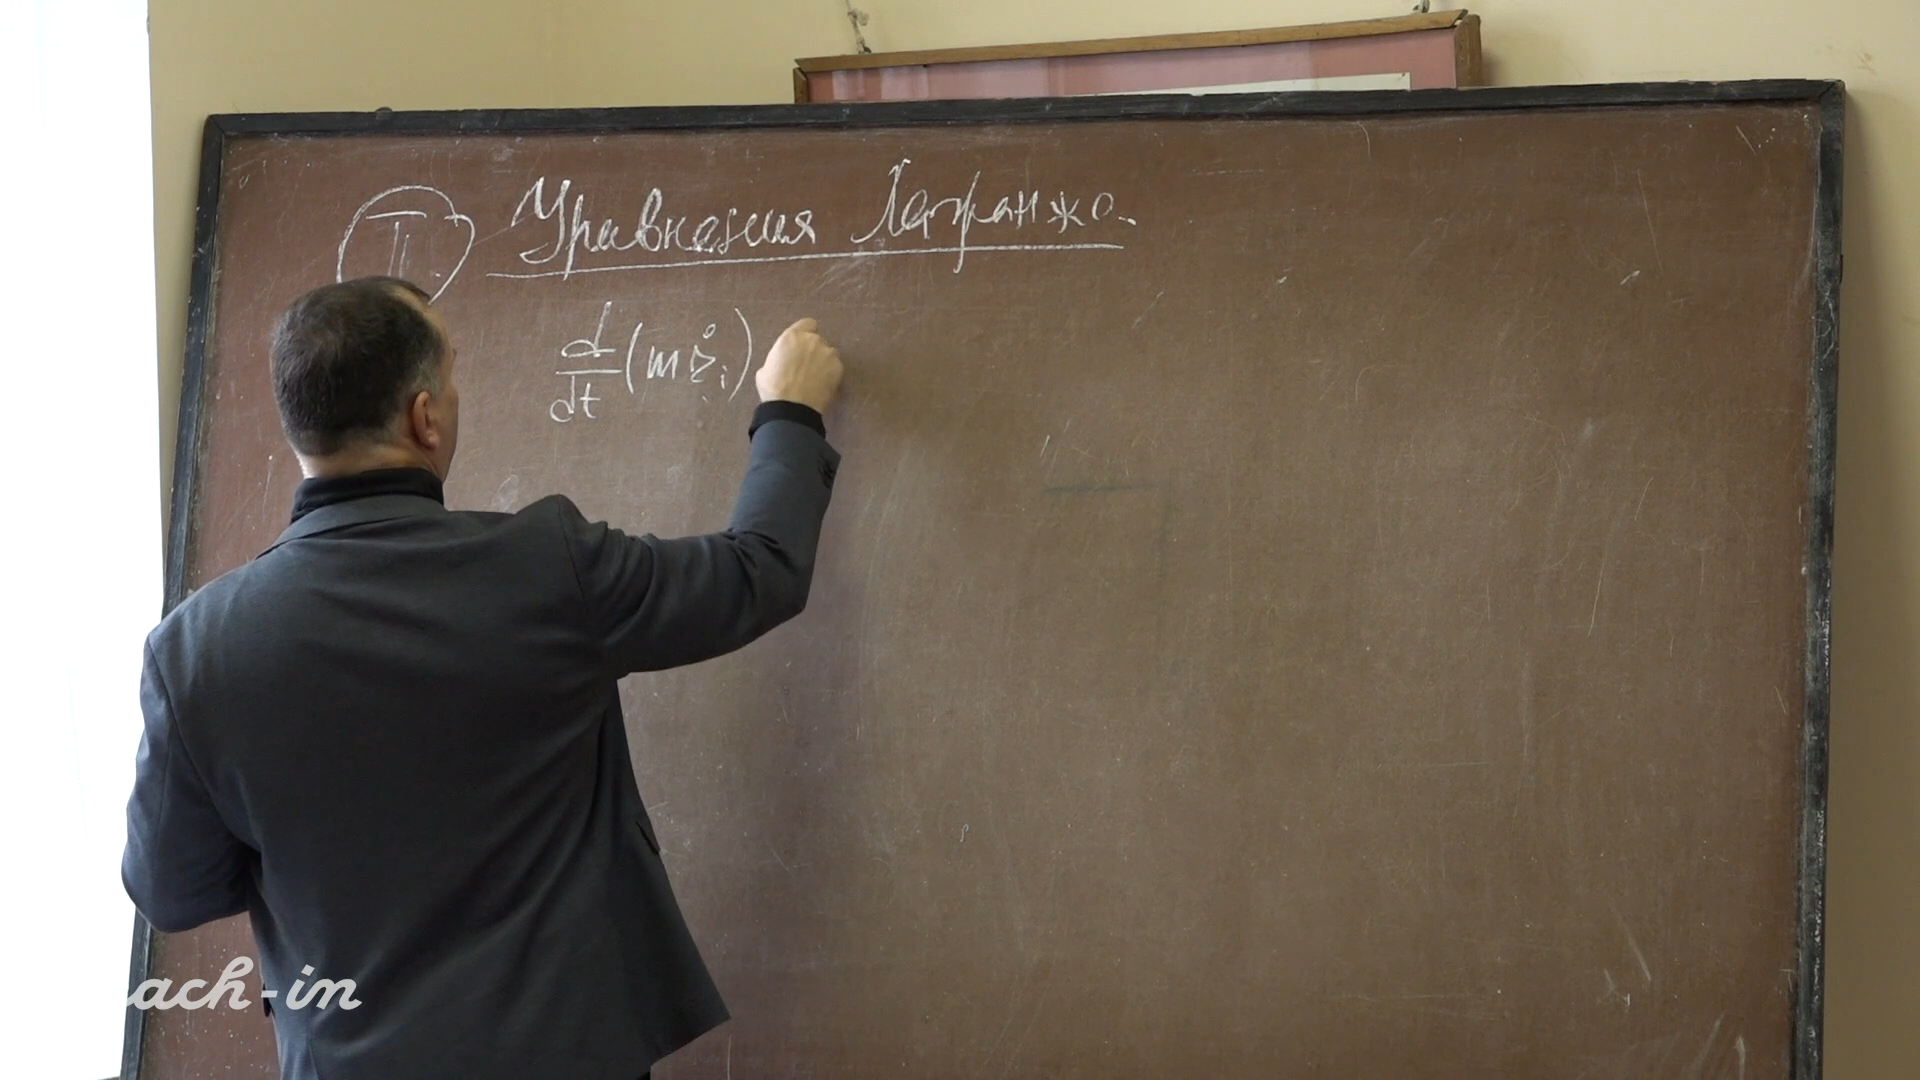 II. Уравнения Лагранжа.
d/dt (m r̊ᵢ)
ach-in